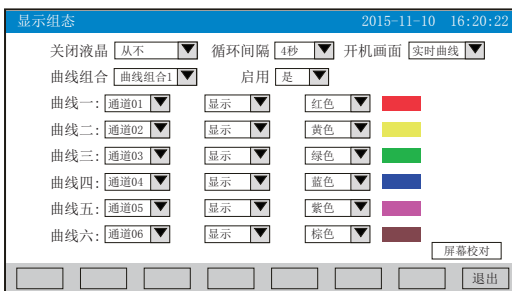 显示组态 2015-11-10 16:20:22
关闭液晶 从不 循环间隔 4秒 开机画面 实时曲线
曲线组合 曲线组合1 启用 是
曲线一: 通道01 显示 红色
曲线二: 通道02 显示 黄色
曲线三: 通道03 显示 绿色
曲线四: 通道04 显示 蓝色
曲线五: 通道05 显示 紫色
曲线六: 通道06 显示 棕色
屏幕校对
退出